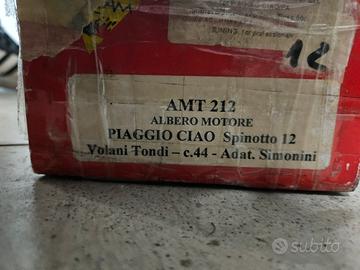 12
AMT 212
ALBERO MOTORE
PIAGGIO CIAO Spinotto 12
Volani Tondi – c.44 - Adat. Simonini
subito